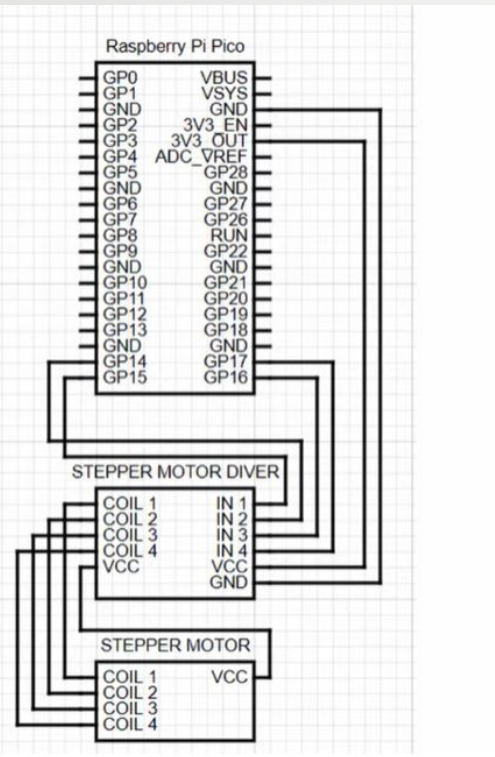 Raspberry Pi Pico
GP0 VBUS
GP1 VSYS
GND GND
GP2 3V3_EN
GP3 3V3_OUT
GP4 ADC_VREF
GP5 GP28
GND GND
GP6 GP27
GP7 GP26
GP8 RUN
GP9 GP22
GND GND
GP10 GP21
GP11 GP20
GP12 GP19
GP13 GP18
GND GND
GP14 GP17
GP15 GP16
STEPPER MOTOR DIVER
COIL 1 IN 1
COIL 2 IN 2
COIL 3 IN 3
COIL 4 IN 4
VCC VCC
GND
STEPPER MOTOR
COIL 1 VCC
COIL 2
COIL 3
COIL 4